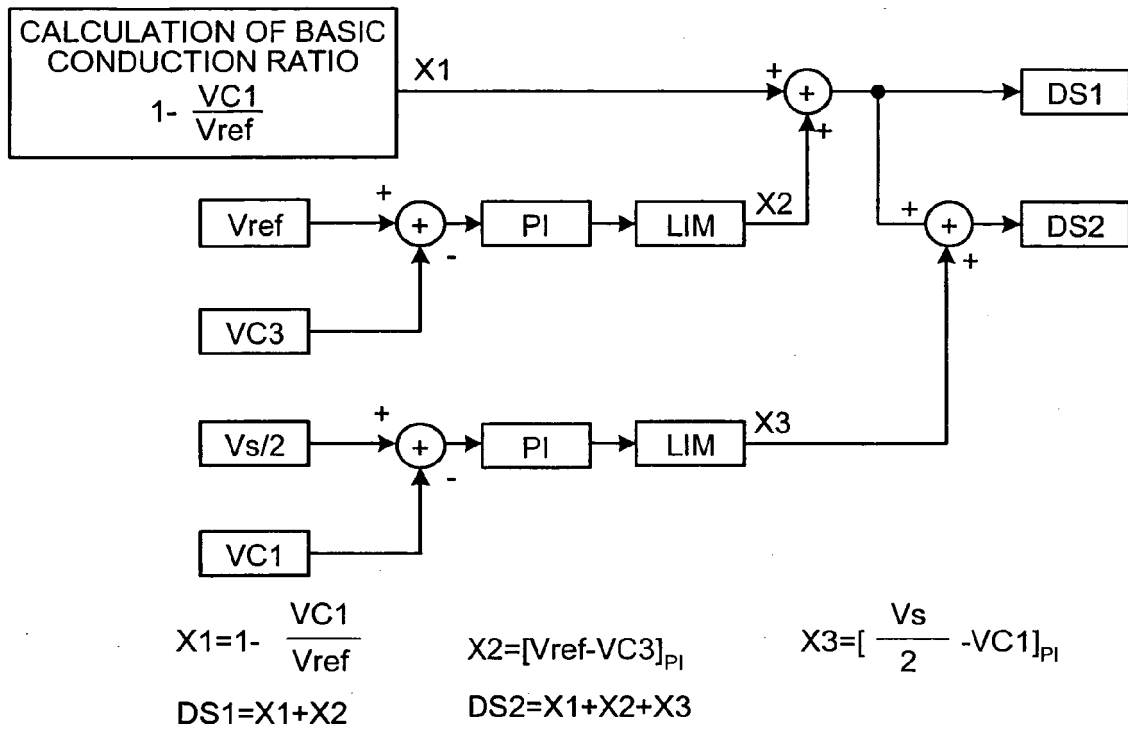 CALCULATION OF BASIC
CONDUCTION RATIO
1- VC1
Vref
X1
+
+
+
DS1
Vref
+
+
-
PI
LIM
X2
+
+
+
DS2
VC3
Vs/2
+
+
-
PI
LIM
X3
VC1
X1=1- VC1
Vref
X2=[Vref-VC3]PI
X3=[ Vs
2 -VC1]PI
DS1=X1+X2
DS2=X1+X2+X3